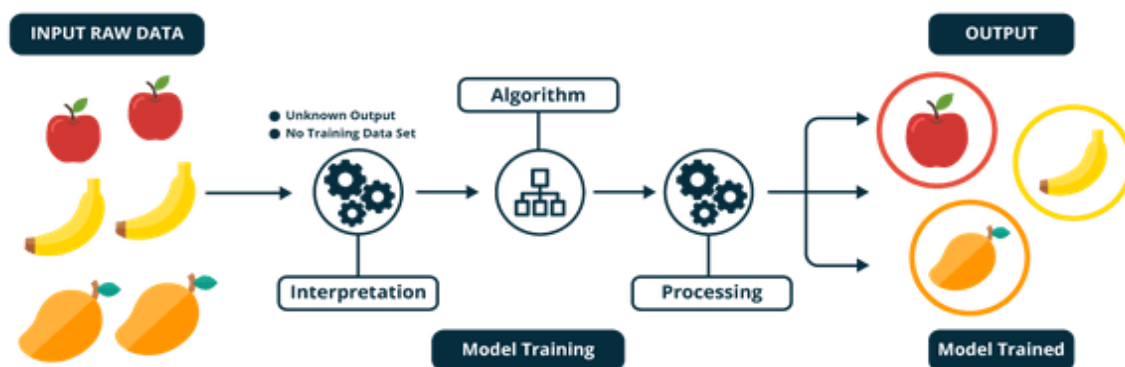 INPUT RAW DATA
OUTPUT
Algorithm
● Unknown Output
● No Training Data Set
Interpretation
Processing
Model Training
Model Trained